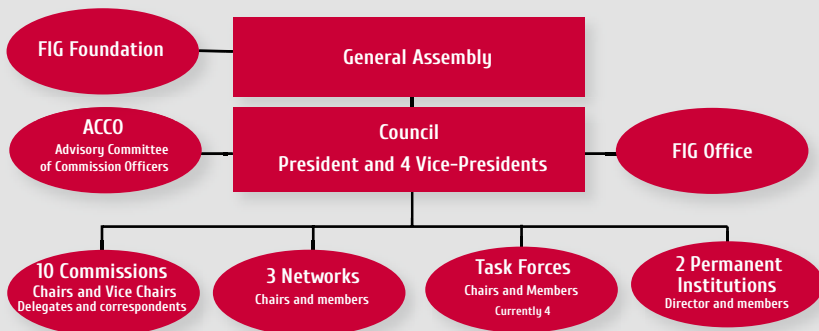 FIG Foundation
General Assembly
ACCO
Advisory Committee
of Commission Officers
Council
President and 4 Vice-Presidents
FIG Office
10 Commissions
Chairs and Vice Chairs
Delegates and correspondents
3 Networks
Chairs and members
Task Forces
Chairs and Members
Currently 4
2 Permanent
Institutions
Director and members